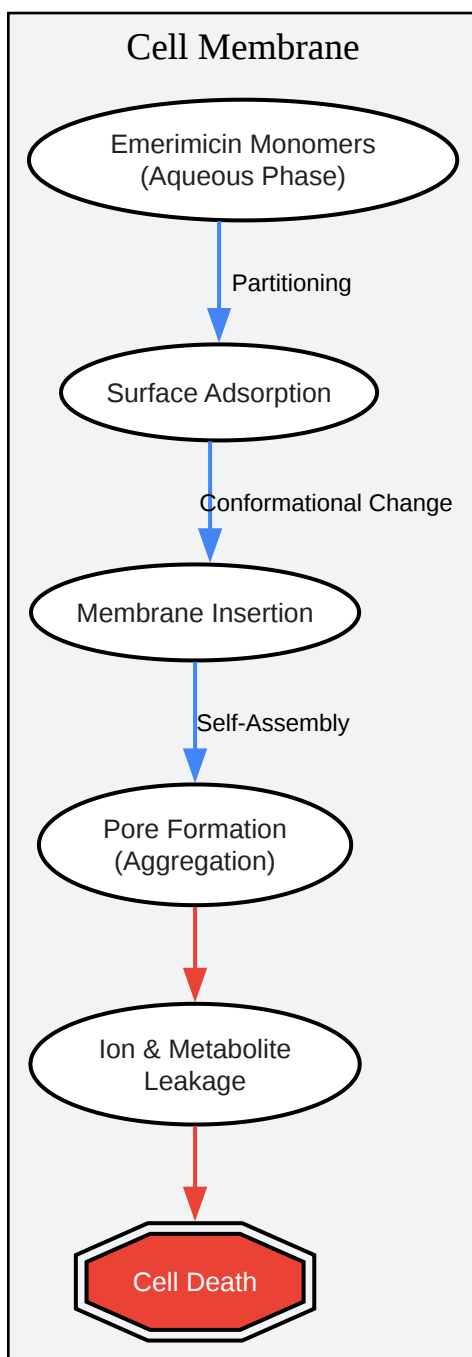 Cell Membrane
Emerimicin Monomers
(Aqueous Phase)
Partitioning
Surface Adsorption
Conformational Change
Membrane Insertion
Self-Assembly
Pore Formation
(Aggregation)
Ion & Metabolite
Leakage
Cell Death